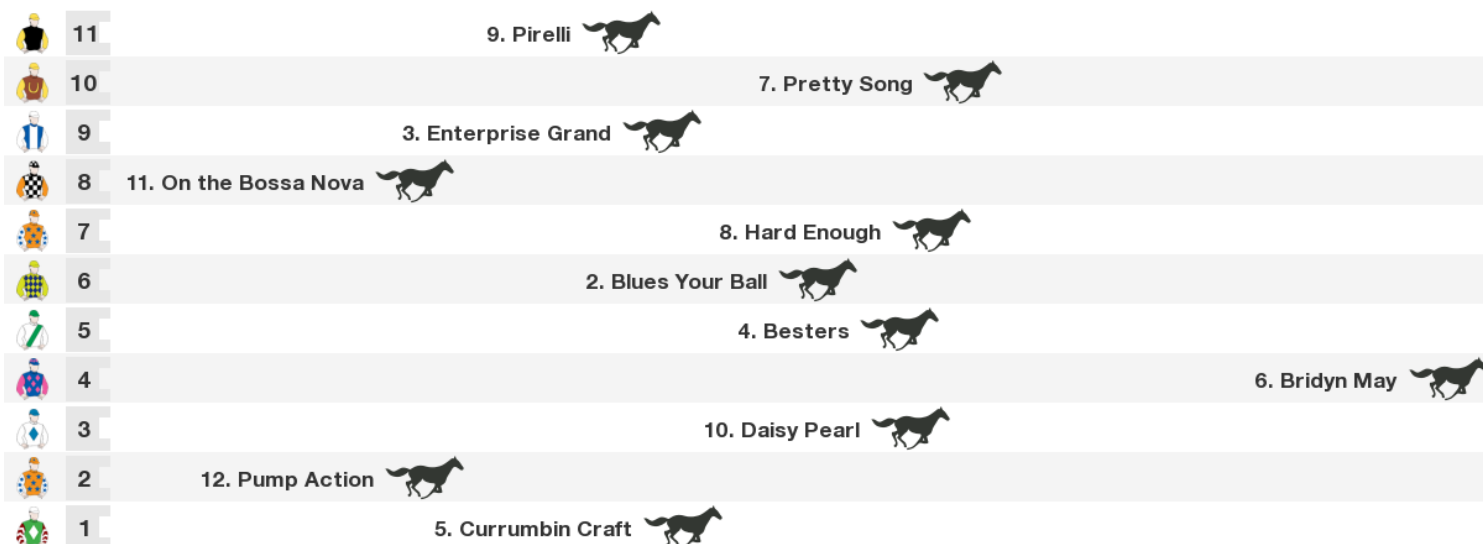 11 9. Pirelli
10 7. Pretty Song
9 3. Enterprise Grand
8 11. On the Bossa Nova
7 8. Hard Enough
6 2. Blues Your Ball
5 4. Besters
4 6. Bridyn May
3 10. Daisy Pearl
2 12. Pump Action
1 5. Currumbin Craft